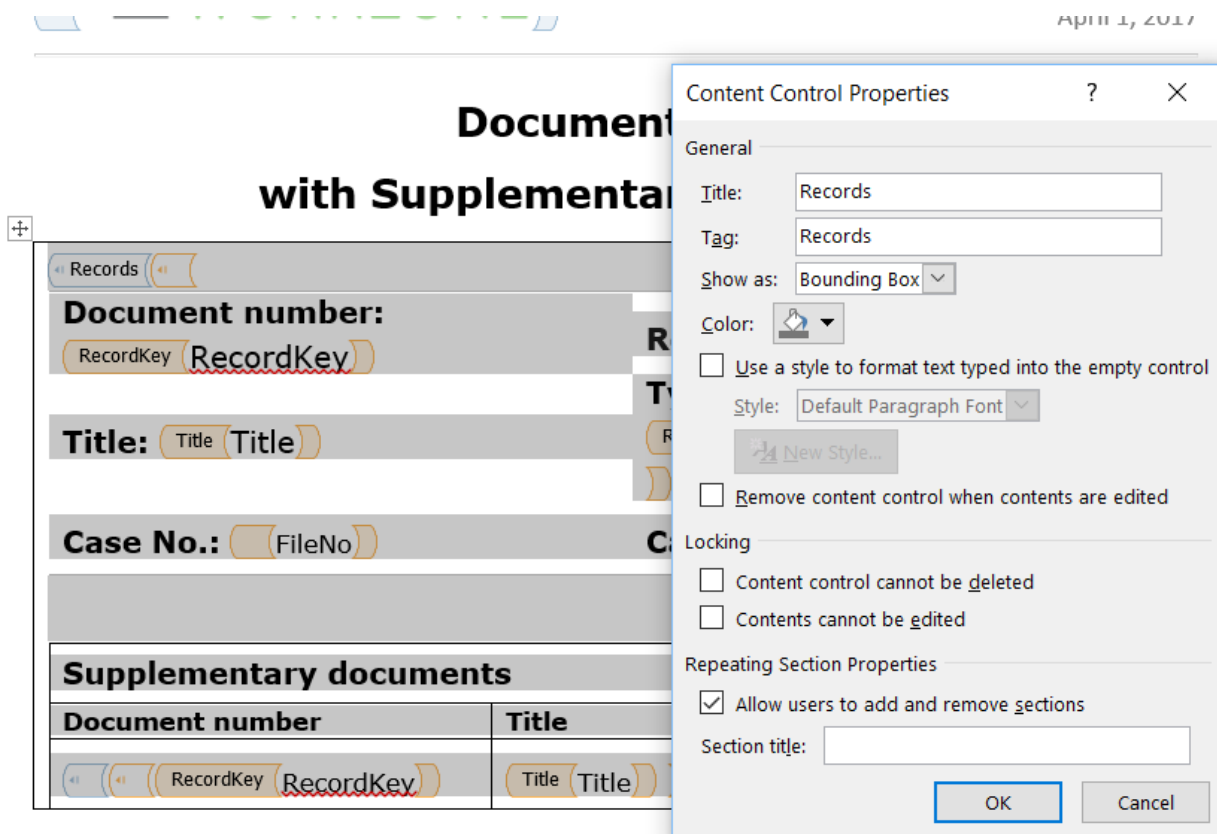 April 1, 2017
Document
with Supplementa
Records
Document number:
RecordKey RecordKey
Title: Title Title
Case No.: FileNo
Supplementary documents
Document number Title
RecordKey RecordKey Title Title
Content Control Properties ? ×
General
Title: Records
Tag: Records
Show as: Bounding Box
Color:
Use a style to format text typed into the empty control
Style: Default Paragraph Font
New Style...
Remove content control when contents are edited
Locking
Content control cannot be deleted
Contents cannot be edited
Repeating Section Properties
Allow users to add and remove sections
Section title:
OK Cancel